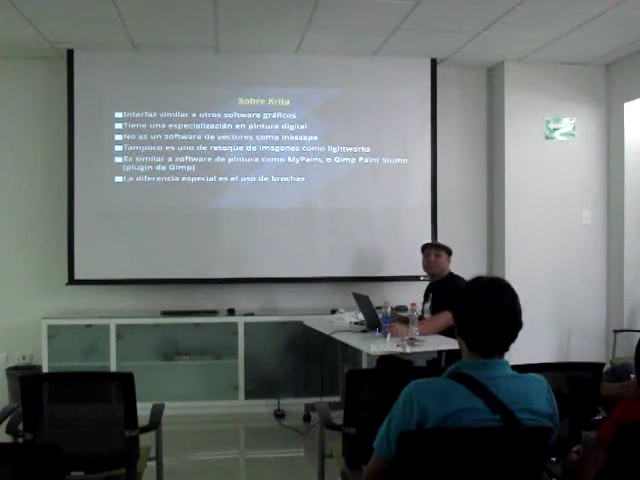 Sobre Krita
Interfaz similar a otros software gráficos
Tiene una especialización en pintura digital
No es un software de vectores como Inkscape
Tampoco es uno de retoque de imagenes como lightworks
Es similar a software de pintura como MyPaint, o Gimp Paint Studio
(plugin de Gimp)
La diferencia especial es el uso de brochas